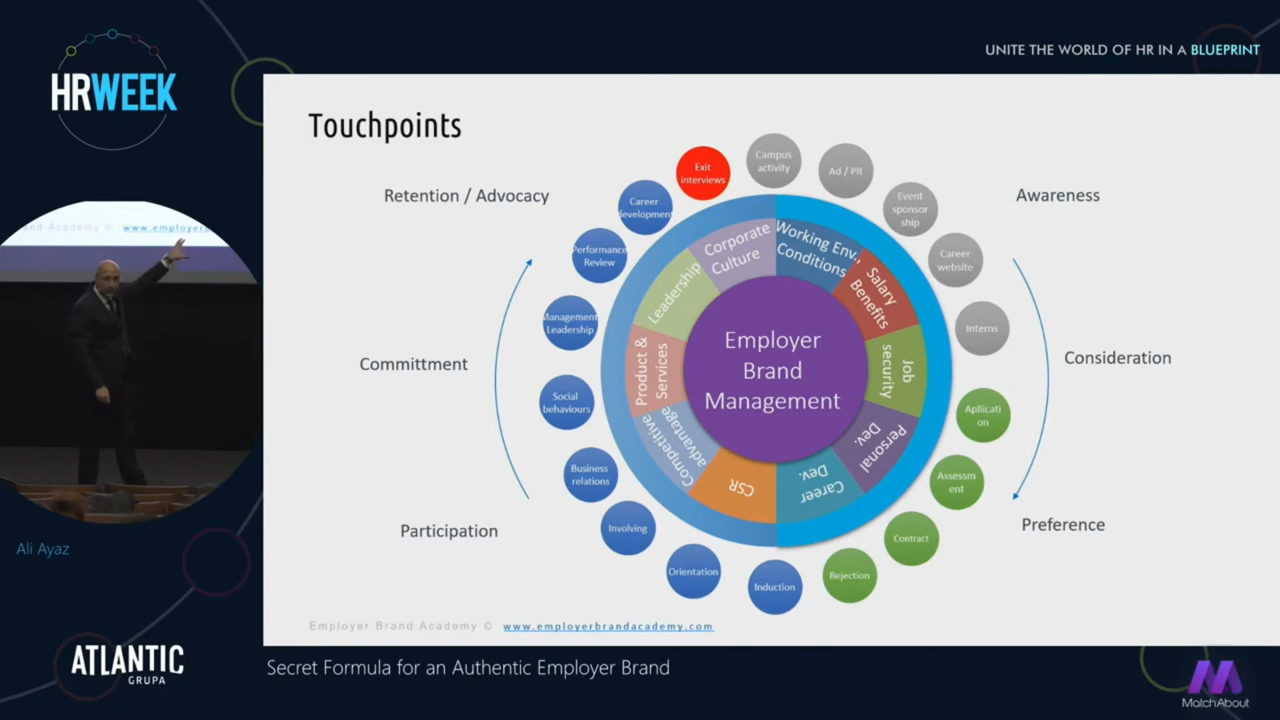 UNITE THE WORLD OF HR IN A BLUEPRINT
HRWEEK
Touchpoints
Retention / Advocacy
Committment
Participation
Awareness
Consideration
Preference
Exit
interviews
Campus
activity
Ad / PR
Event
sponsor
ship
Career
website
Interns
Apllicati
on
Assessm
ent
Contract
Rejection
Induction
Orientation
Involving
Business
relations
Social
behaviours
Management
Leadership
Performance
Review
Career
development
Working Env.
Conditions
Salary
Benefits
Job
security
Personal
Dev.
Career
Dev.
CSR
Competitive
advantage
Product &
Services
Leadership
Corporate
Culture
Employer
Brand
Management
Employer Brand Academy © www.employerbrandacademy.com
www.employerb
Ali Ayaz
ATLANTIC
GRUPA
Secret Formula for an Authentic Employer Brand
MatchAbout